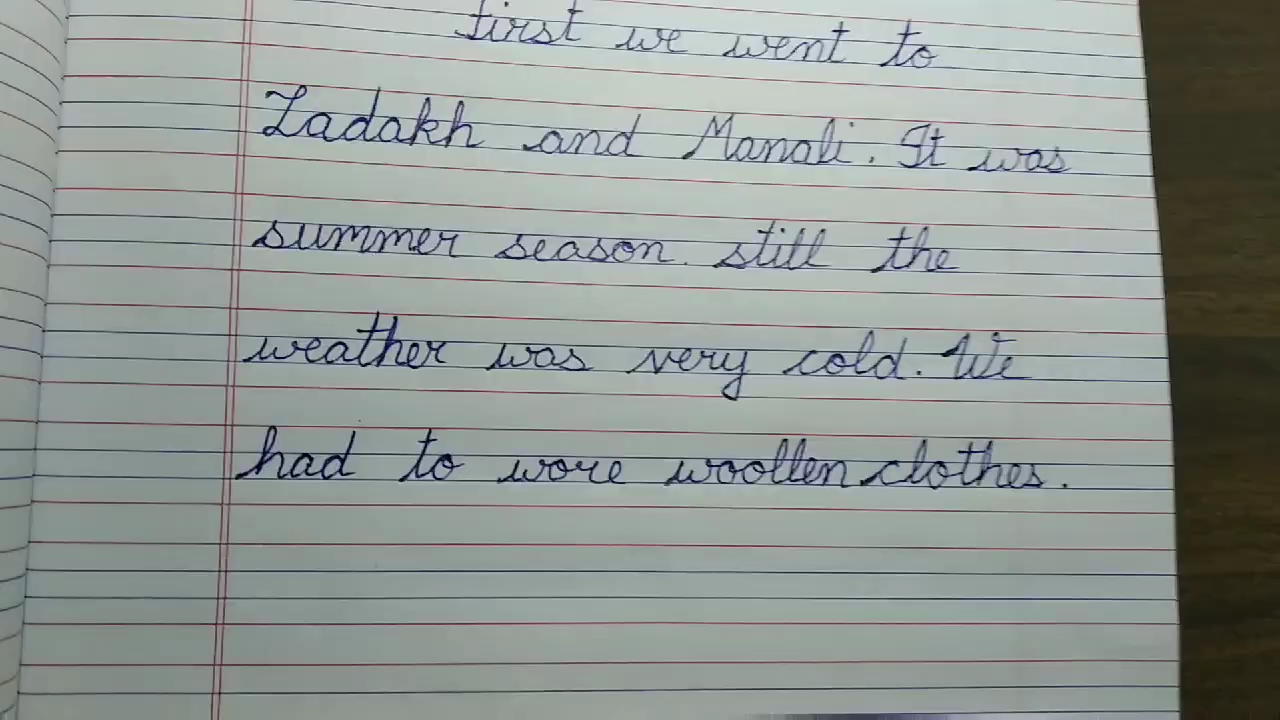 first we went to
Ladakh and Manali. It was
summer season. still the
weather was very cold. We
had to wore woollen clothes.